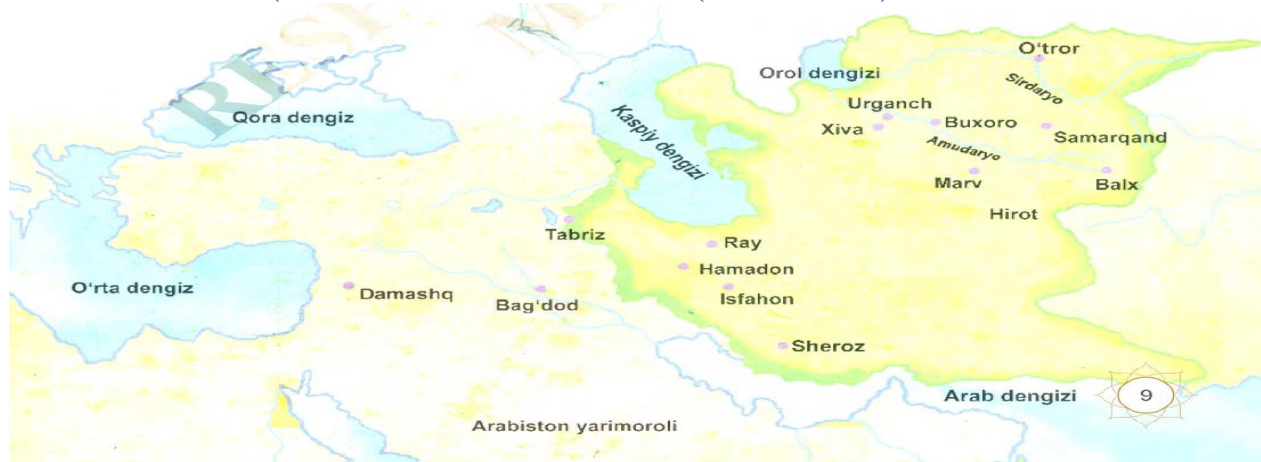 O‘tror
Orol dengizi
Sirdaryo
Qora dengiz
Kaspiy dengizi
Urganch
Buxoro
Xiva
Samarqand
Amudaryo
Marv
Balx
Hirot
Tabriz
Ray
Hamadon
O‘rta dengiz
Damashq
Bag‘dod
Isfahon
Sheroz
Arab dengizi
9
Arabiston yarimoroli